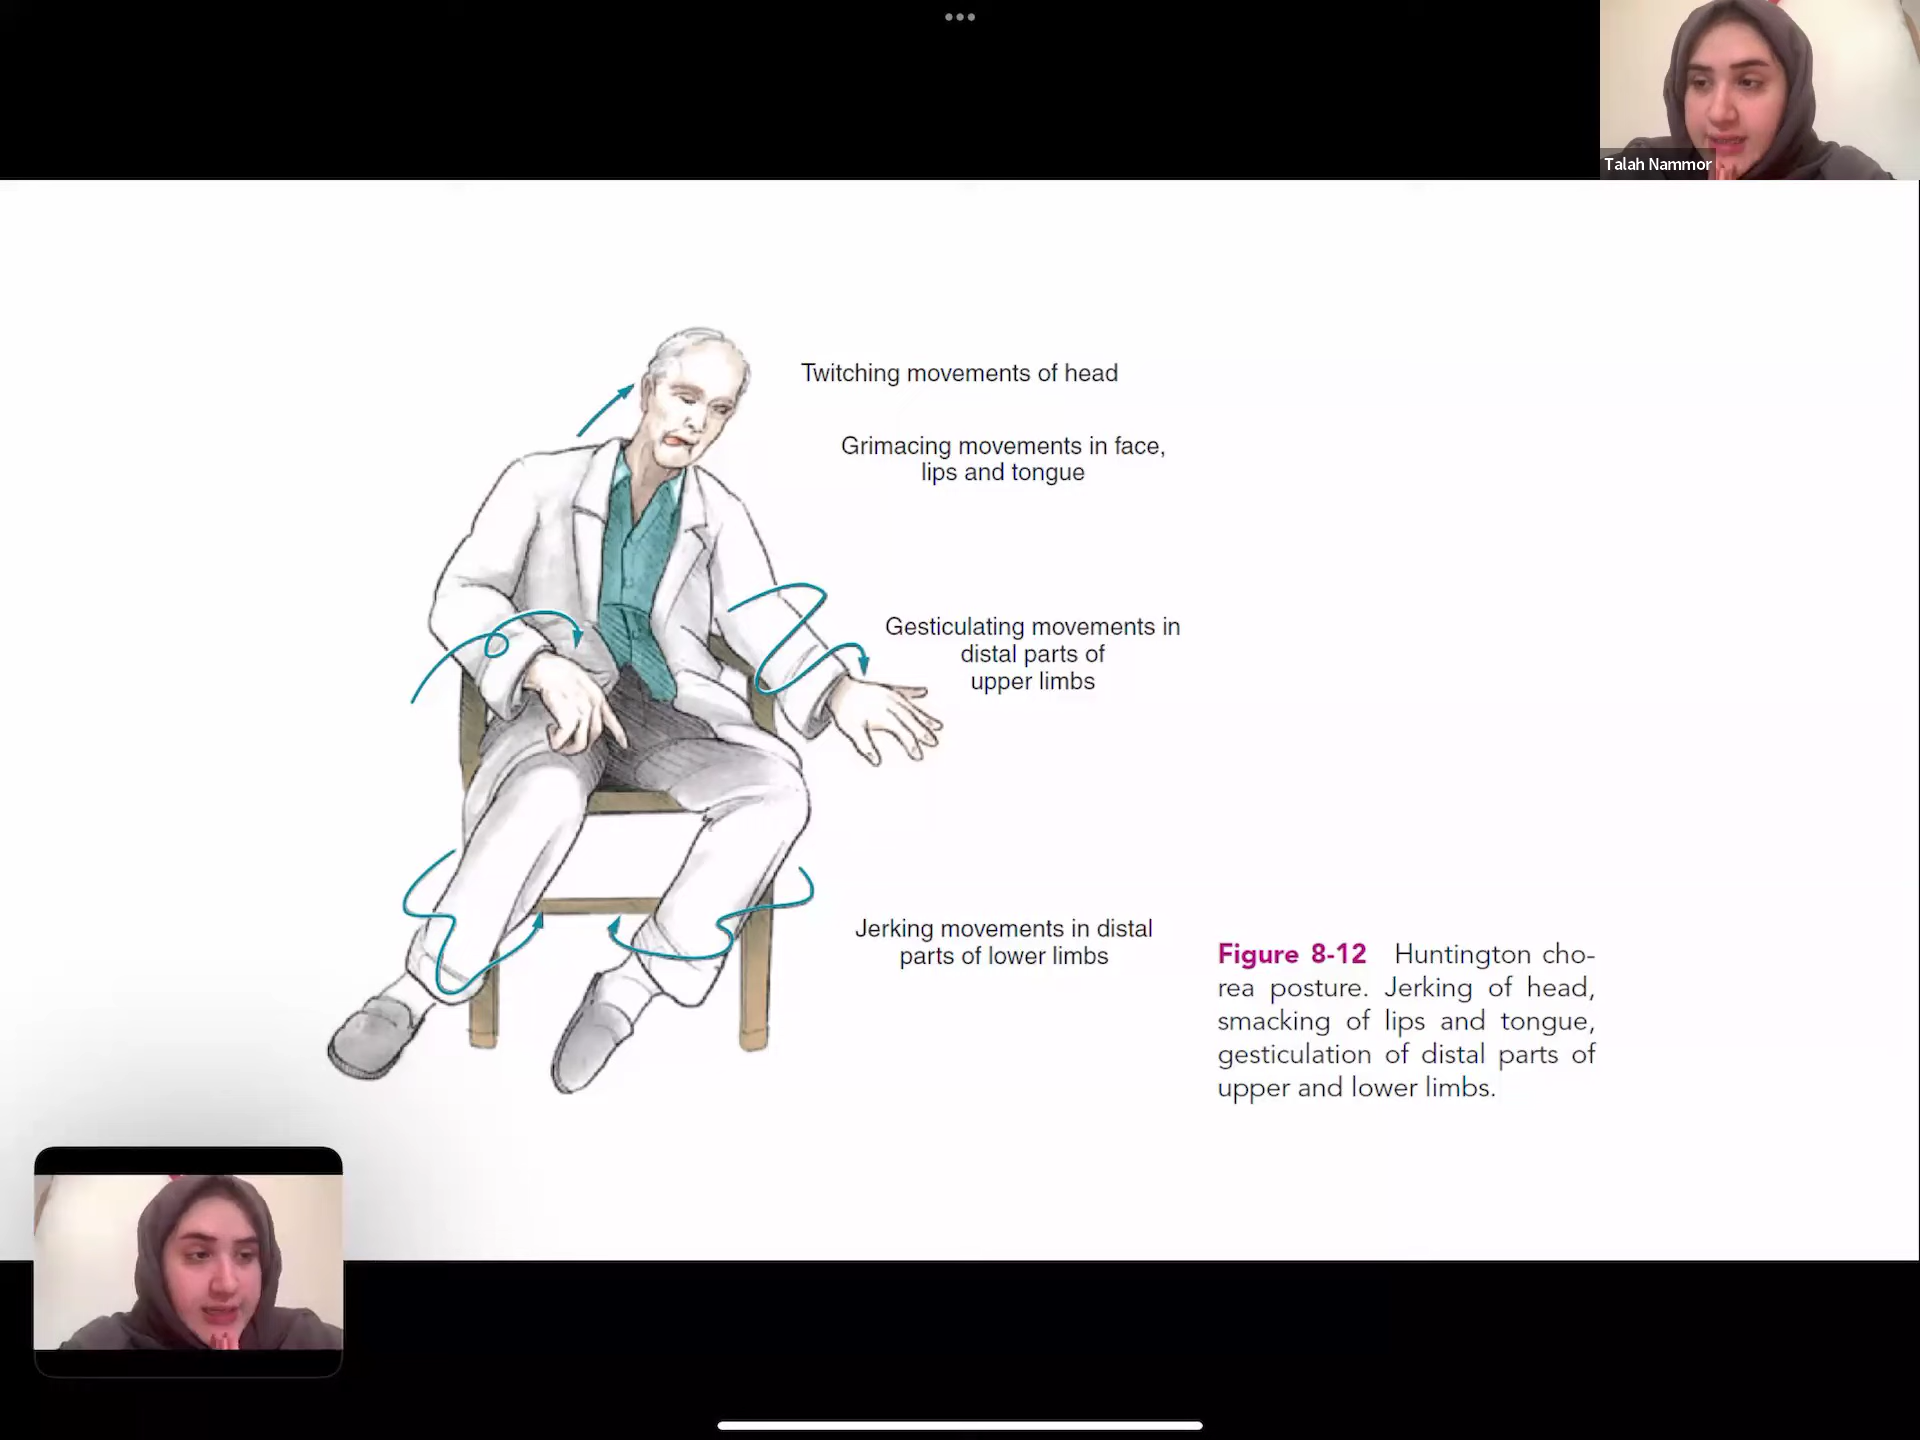 Talah Nammor
Twitching movements of head
Grimacing movements in face,
lips and tongue
Gesticulating movements in
distal parts of
upper limbs
Jerking movements in distal
parts of lower limbs
Figure 8-12 Huntington cho-
rea posture. Jerking of head,
smacking of lips and tongue,
gesticulation of distal parts of
upper and lower limbs.